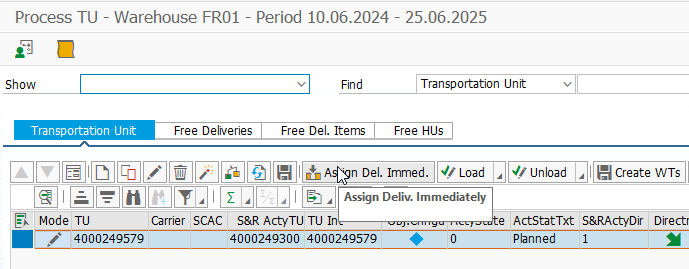 Process TU - Warehouse FR01 - Period 10.06.2024 - 25.06.2025
Show Find Transportation Unit
Transportation Unit Free Deliveries Free Del. Items Free HUs
Assign Del. Immed. Load Unload Create WTs
Assign Deliv. Immediately
Mode TU Carrier SCAC S&R ActyTU TU Int ActyState ActStatTxt S&RActyDir
4000249579 4000249300 4000249579 0 Planned 1